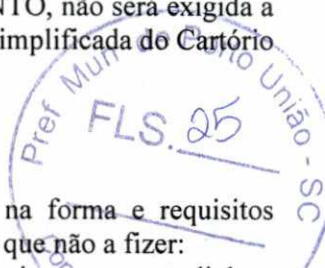 NTO, não será exigida a
implificada do Cartório
Pref Mun de Porto União - SC
FLS. 25
na forma e requisitos
que não a fizer: